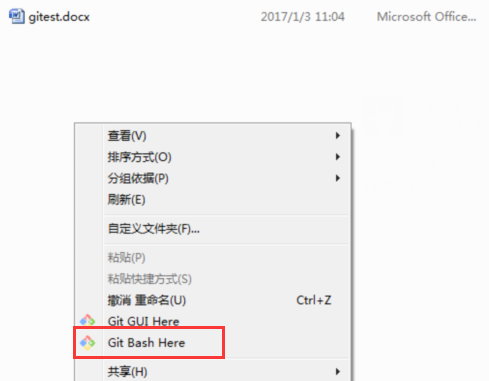 gitest.docx 2017/1/3 11:04 Microsoft Office...
查看(V)
排序方式(O)
分组依据(P)
刷新(E)
自定义文件夹(F)...
粘贴(P)
粘贴快捷方式(S)
撤消 重命名(U) Ctrl+Z
Git GUI Here
Git Bash Here
共享(H)